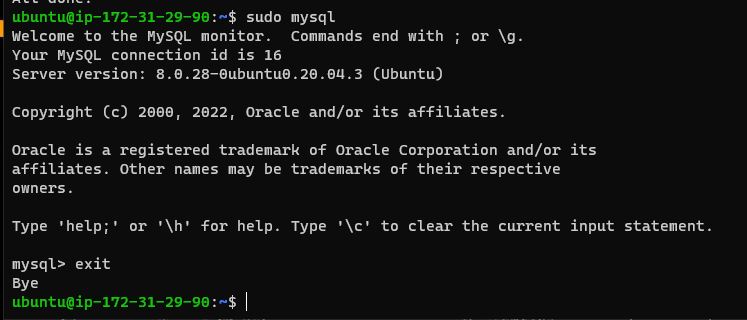 All done!
ubuntu@ip-172-31-29-90:~$ sudo mysql
Welcome to the MySQL monitor.  Commands end with ; or \g.
Your MySQL connection id is 16
Server version: 8.0.28-0ubuntu0.20.04.3 (Ubuntu)
Copyright (c) 2000, 2022, Oracle and/or its affiliates.
Oracle is a registered trademark of Oracle Corporation and/or its
affiliates. Other names may be trademarks of their respective
owners.
Type 'help;' or '\h' for help. Type '\c' to clear the current input statement.
mysql> exit
Bye
ubuntu@ip-172-31-29-90:~$